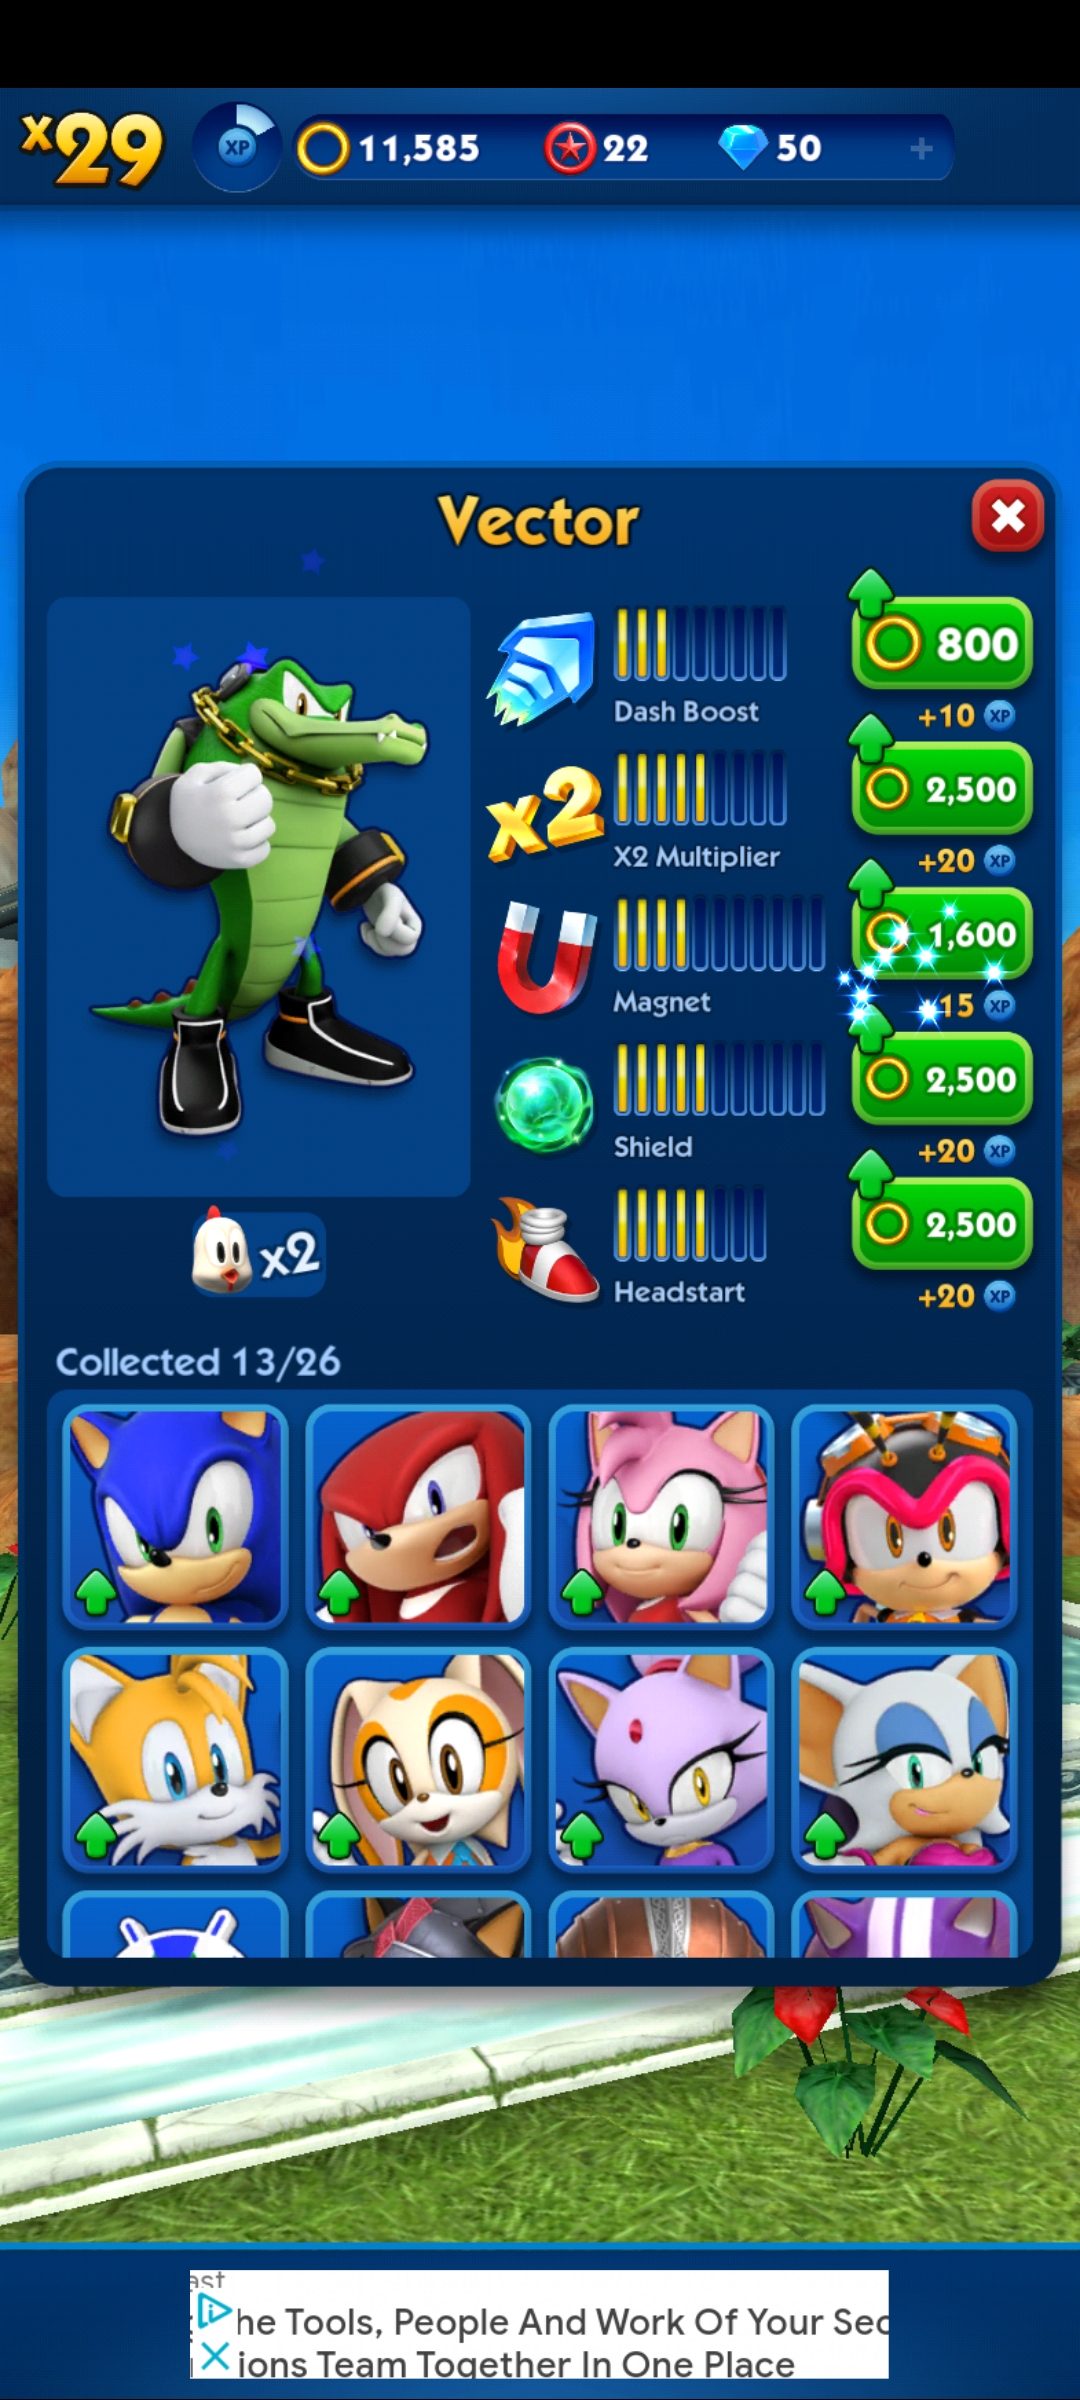 x29
XP
11,585
22
50
+
Vector
Dash Boost
800
+10 XP
x2
X2 Multiplier
2,500
+20 XP
Magnet
1,600
15 XP
Shield
2,500
+20 XP
Headstart
2,500
+20 XP
x2
Collected 13/26
ast
he Tools, People And Work Of Your Sec
ions Team Together In One Place